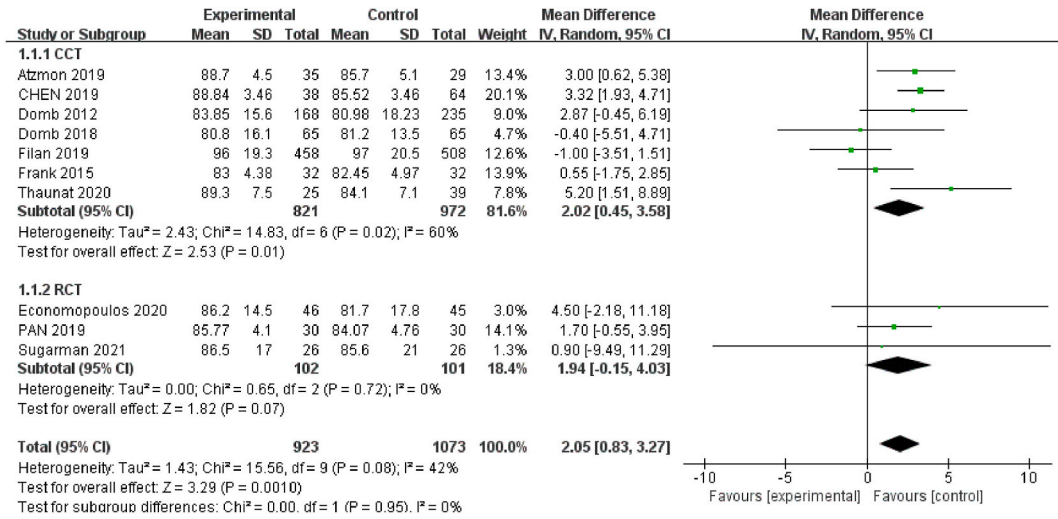 Experimental Control Mean Difference Mean Difference
Study or Subgroup Mean SD Total Mean SD Total Weight IV, Random, 95% CI IV, Random, 95% CI
1.1.1 CCT
Atzmon 2019 88.7 4.5 35 85.7 5.1 29 13.4% 3.00 [0.62, 5.38]
CHEN 2019 88.84 3.46 38 85.52 3.46 64 20.1% 3.32 [1.93, 4.71]
Domb 2012 83.85 15.6 168 80.98 18.23 235 9.0% 2.87 [-0.45, 6.19]
Domb 2018 80.8 16.1 65 81.2 13.5 65 4.7% -0.40 [-5.51, 4.71]
Filan 2019 96 19.3 458 97 20.5 508 12.6% -1.00 [-3.51, 1.51]
Frank 2015 83 4.38 32 82.45 4.97 32 13.9% 0.55 [-1.75, 2.85]
Thaunat 2020 89.3 7.5 25 84.1 7.1 39 7.8% 5.20 [1.51, 8.89]
Subtotal (95% CI) 821 972 81.6% 2.02 [0.45, 3.58]
Heterogeneity: Tau² = 2.43; Chi² = 14.83, df = 6 (P = 0.02); I² = 60%
Test for overall effect: Z = 2.53 (P = 0.01)
1.1.2 RCT
Economopoulos 2020 86.2 14.5 46 81.7 17.8 45 3.0% 4.50 [-2.18, 11.18]
PAN 2019 85.77 4.1 30 84.07 4.76 30 14.1% 1.70 [-0.55, 3.95]
Sugarman 2021 86.5 17 26 85.6 21 26 1.3% 0.90 [-9.49, 11.29]
Subtotal (95% CI) 102 101 18.4% 1.94 [-0.15, 4.03]
Heterogeneity: Tau² = 0.00; Chi² = 0.65, df = 2 (P = 0.72); I² = 0%
Test for overall effect: Z = 1.82 (P = 0.07)
Total (95% CI) 923 1073 100.0% 2.05 [0.83, 3.27]
Heterogeneity: Tau² = 1.43; Chi² = 15.56, df = 9 (P = 0.08); I² = 42%
Test for overall effect: Z = 3.29 (P = 0.0010)
Test for subgroup differences: Chi² = 0.00, df = 1 (P = 0.95), I² = 0%
-10 -5 0 5 10
Favours [experimental] Favours [control]